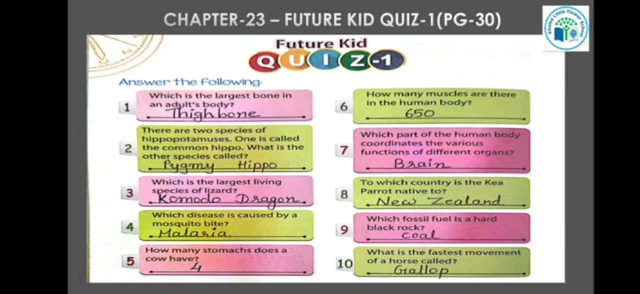 CHAPTER-23 – FUTURE KID QUIZ-1(PG-30)
Future Kid
QUIZ-1
Answer the following:
1
Which is the largest bone in
an adult's body?
Thighbone
2
There are two species of
hippopotamuses. One is called
the common hippo. What is the
other species called?
Pygmy Hippo
3
Which is the largest living
species of lizard?
Komodo Dragon
4
Which disease is caused by a
mosquito bite?
Malaria
5
How many stomachs does a
cow have?
4
6
How many muscles are there
in the human body?
650
7
Which part of the human body
coordinates the various
functions of different organs?
Brain
8
To which country is the Kea
Parrot native to?
New Zealand
9
Which fossil fuel is a hard
black rock?
Coal
10
What is the fastest movement
of a horse called?
Gallop